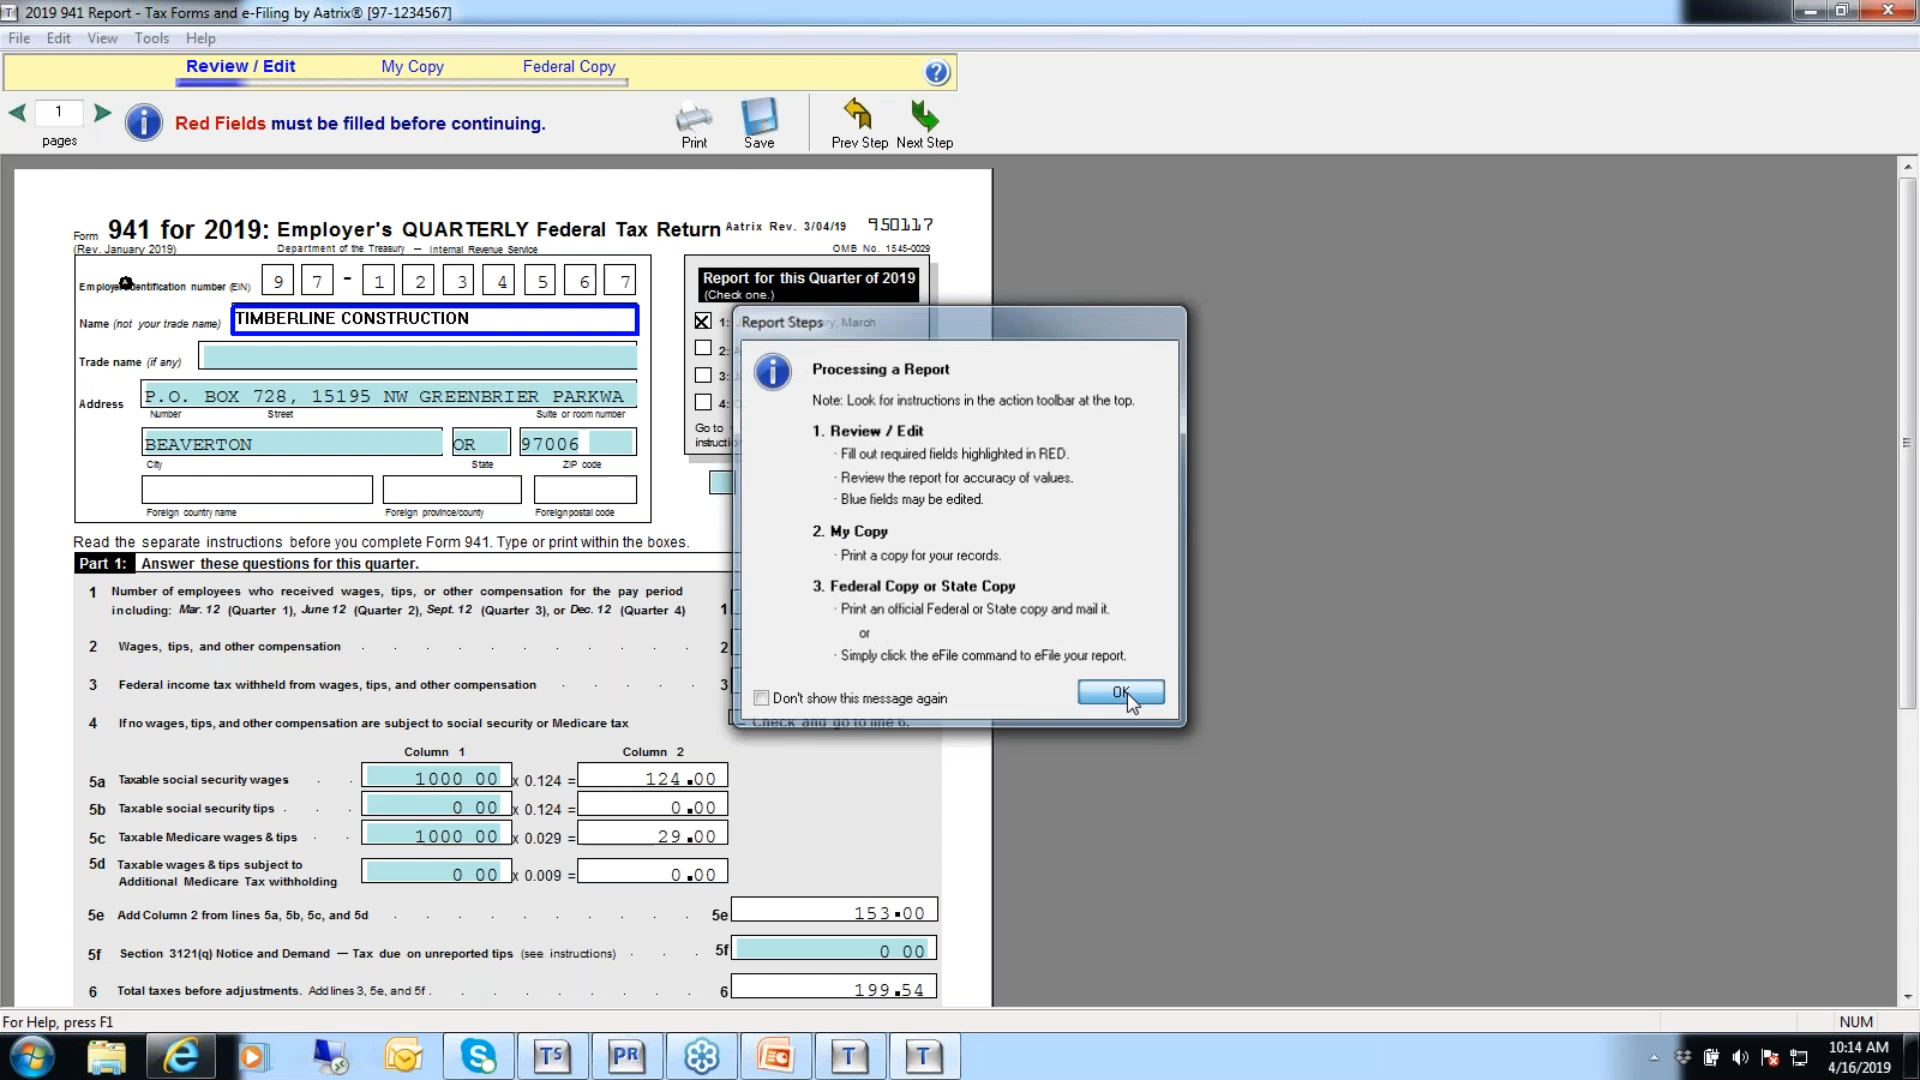 2019 941 Report - Tax Forms and e-Filing by Aatrix® [97-1234567]
File Edit View Tools Help
Review / Edit My Copy Federal Copy
1
pages
Red Fields must be filled before continuing.
Print Save Prev Step Next Step
Form 941 for 2019: Employer's QUARTERLY Federal Tax Return Aatrix Rev. 3/04/19 950117
(Rev. January 2019) Department of the Treasury — Internal Revenue Service OMB No. 1545-0029
(EIN) 9 7 - 1 2 3 4 5 6 7
identification number
Name (not your trade name) TIMBERLINE CONSTRUCTION
Trade name (if any)
Address P.O. BOX 728, 15195 NW GREENBRIER PARKWA
Number Street Suite or room number
BEAVERTON OR 97006
City State ZIP code
Foreign country name Foreign province/county Foreign postal code
Report for this Quarter of 2019
(Check one.)
X 1: March
2:
3:
4:
Go to
Read the separate instructions before you complete Form 941. Type or print within the boxes.
Part 1: Answer these questions for this quarter.
1 Number of employees who received wages, tips, or other compensation for the pay period
including: Mar. 12 (Quarter 1), June 12 (Quarter 2), Sept. 12 (Quarter 3), or Dec. 12 (Quarter 4) 1
2 Wages, tips, and other compensation 2
3 Federal income tax withheld from wages, tips, and other compensation 3
4 If no wages, tips, and other compensation are subject to social security or Medicare tax Check and go to line 6.
Column 1 Column 2
5a Taxable social security wages 1000 00 x 0.124 = 124.00
5b Taxable social security tips 0 00 x 0.124 = 0.00
5c Taxable Medicare wages & tips 1000 00 x 0.029 = 29.00
5d Taxable wages & tips subject to
Additional Medicare Tax withholding 0 00 x 0.009 = 0.00
5e Add Column 2 from lines 5a, 5b, 5c, and 5d 5e 153.00
5f Section 3121(q) Notice and Demand — Tax due on unreported tips (see instructions) 5f 0 00
6 Total taxes before adjustments. Add lines 3, 5e, and 5f. 6 199.54
Report Steps
Processing a Report
Note: Look for instructions in the action toolbar at the top.
1. Review / Edit
· Fill out required fields highlighted in RED.
· Review the report for accuracy of values.
· Blue fields may be edited.
2. My Copy
· Print a copy for your records.
3. Federal Copy or State Copy
· Print an official Federal or State copy and mail it.
or
· Simply click the eFile command to eFile your report.
Don't show this message again OK
For Help, press F1 NUM
TS PR T T
10:14 AM
4/16/2019